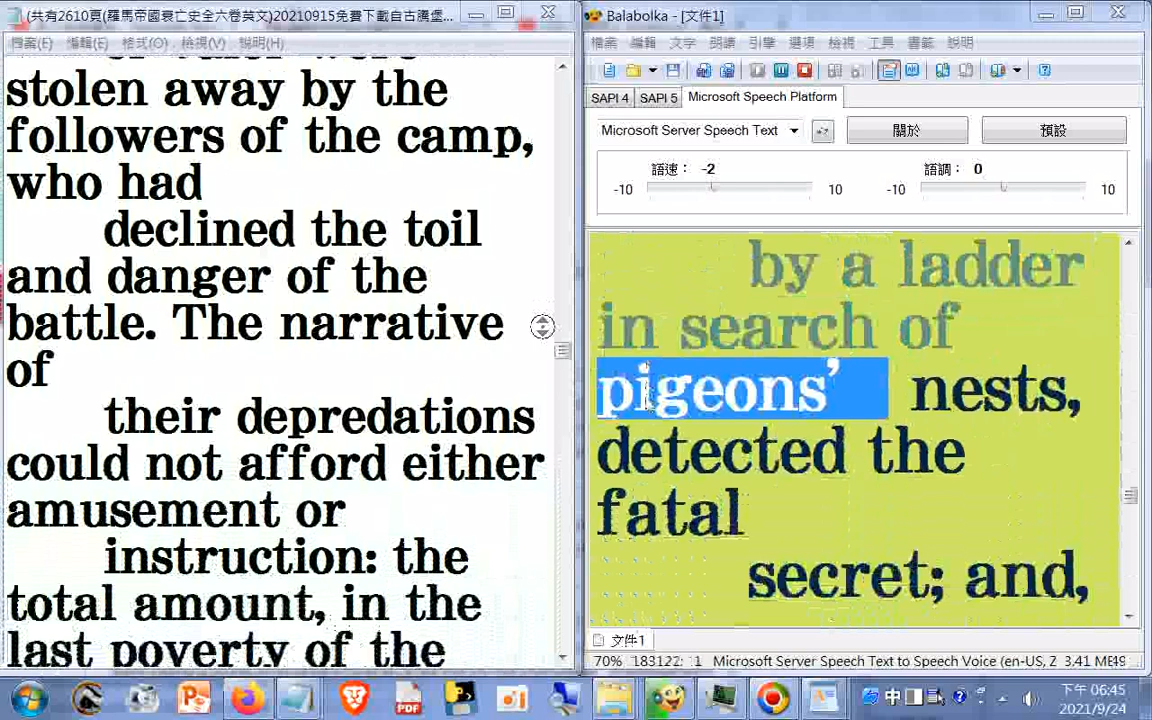 (共有2610頁(羅馬帝國衰亡史全六卷英文)20210915免費下載自古騰堡...
檔案(F) 編輯(E) 格式(O) 檢視(V) 說明(H)
stolen away by the
followers of the camp,
who had
declined the toil
and danger of the
battle. The narrative
of
their depredations
could not afford either
amusement or
instruction: the
total amount, in the
last poverty of the
Balabolka - [文件1]
檔案 編輯 文字 朗讀 引擎 選項 檢視 工具 書籤 說明
SAPI 4 SAPI 5 Microsoft Speech Platform
Microsoft Server Speech Text 關於 預設
語速: -2 語調: 0
-10 10 -10 10
by a ladder
in search of
pigeons’ nests,
detected the
fatal
secret; and,
文件1
70% 183122: 1 Microsoft Server Speech Text to Speech Voice (en-US, Z 3,41 ME
中 下午 06:45
2021/9/24